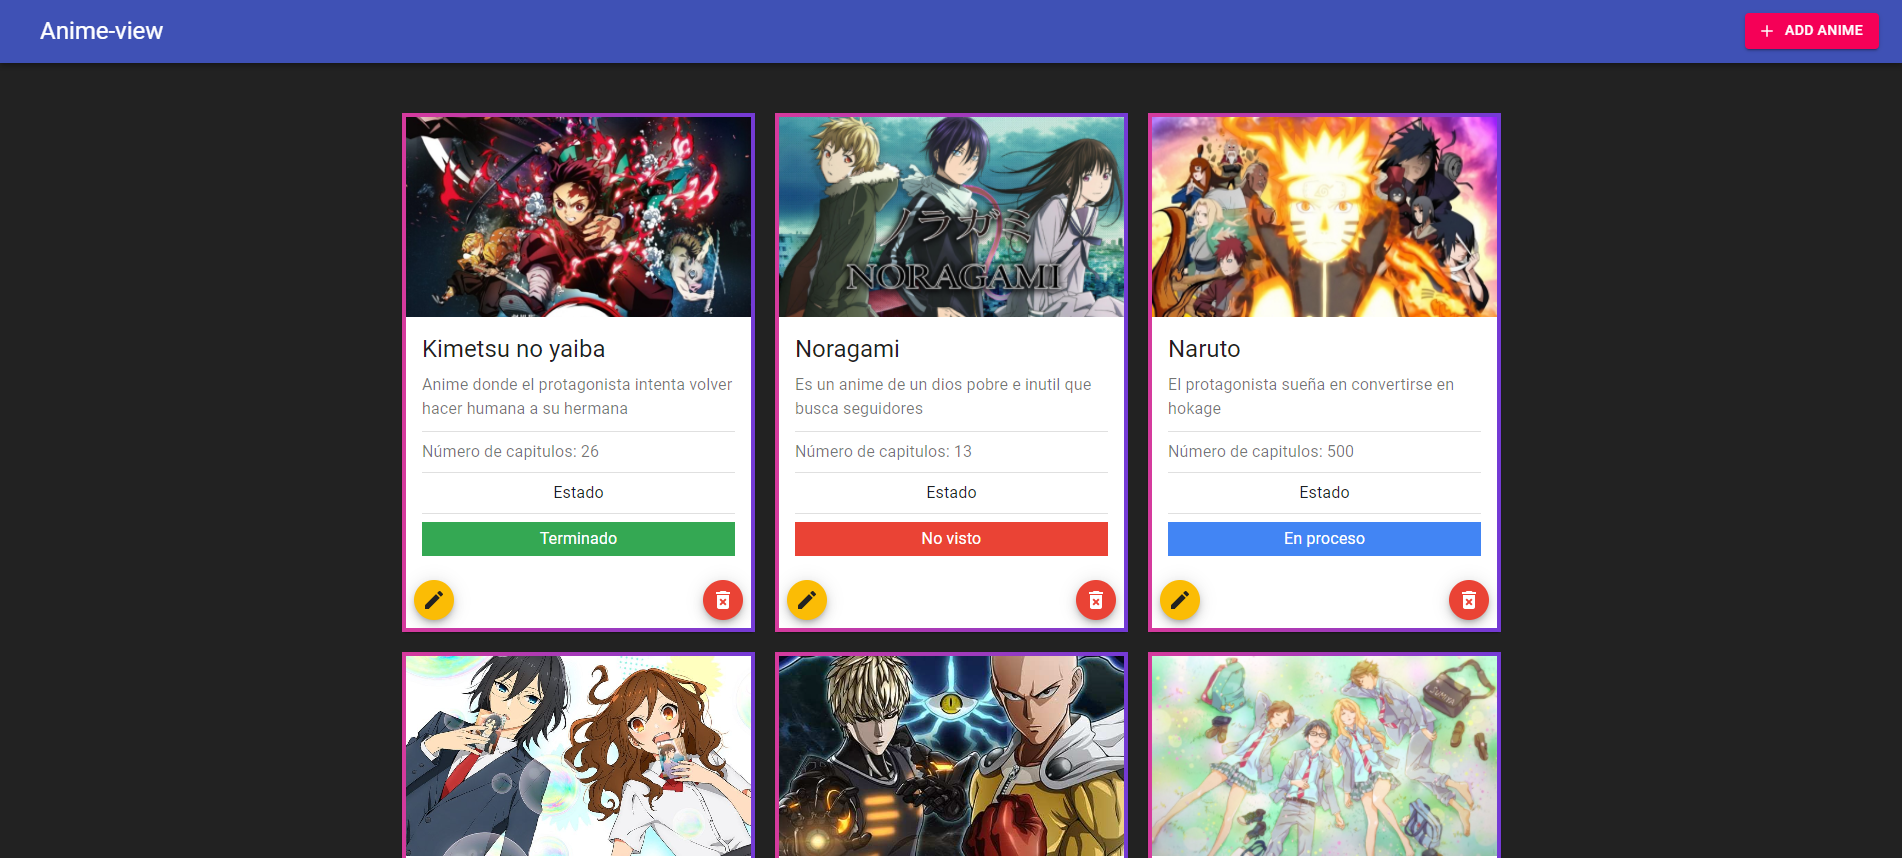 Anime-view
ADD ANIME
ノラガミ
NORAGAMI
Kimetsu no yaiba
Anime donde el protagonista intenta volver
hacer humana a su hermana
Número de capitulos: 26
Estado
Terminado
Noragami
Es un anime de un dios pobre e inutil que
busca seguidores
Número de capitulos: 13
Estado
No visto
Naruto
El protagonista sueña en convertirse en
hokage
Número de capitulos: 500
Estado
En proceso